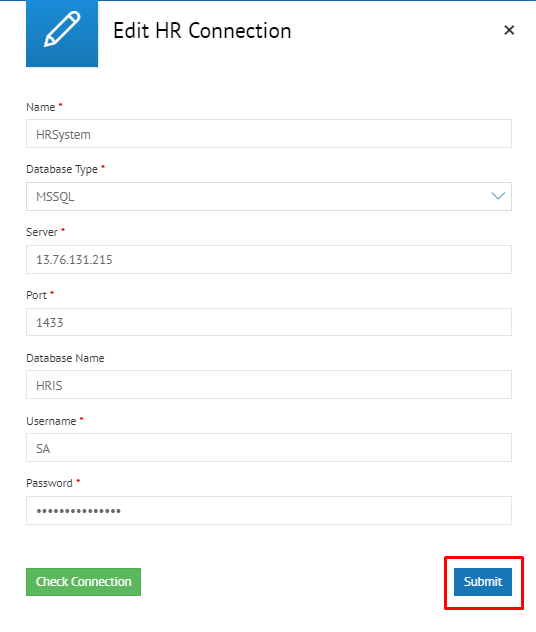 Edit HR Connection
Name *
HRSystem
Database Type *
MSSQL
Server *
13.76.131.215
Port *
1433
Database Name
HRIS
Username *
SA
Password *
•••••••••••••••
Check Connection
Submit